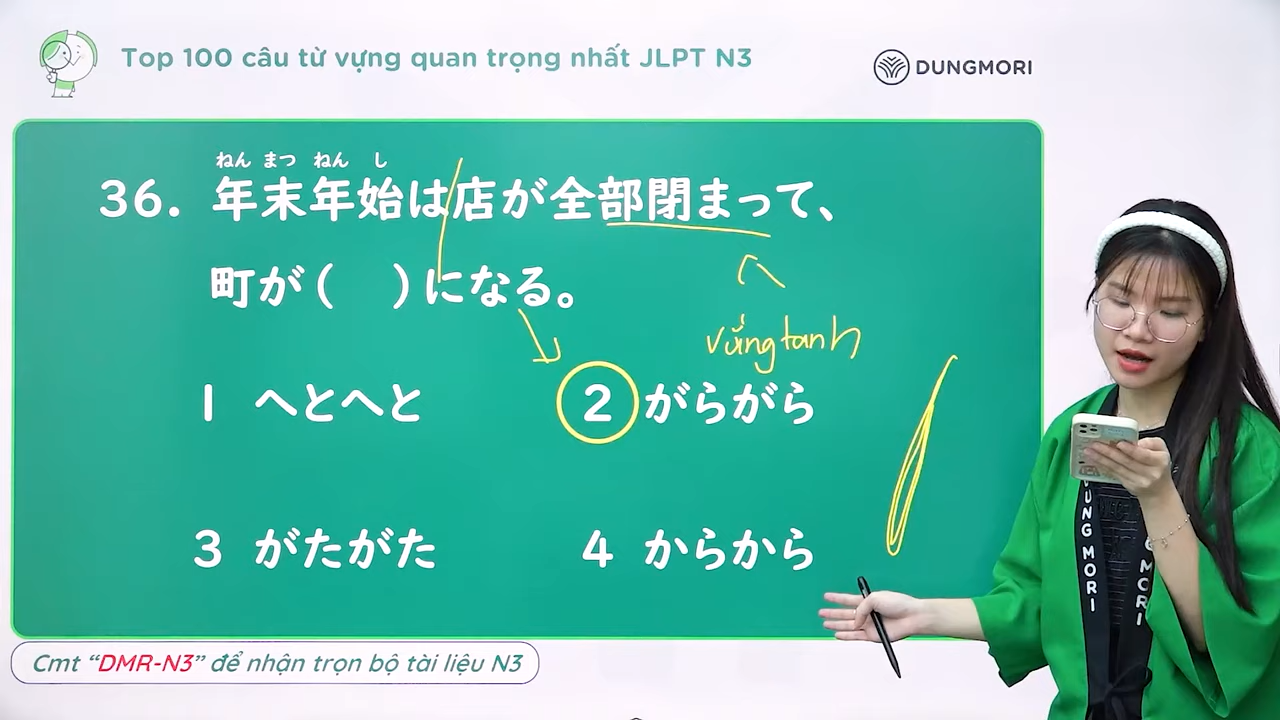 Top 100 câu từ vựng quan trọng nhất JLPT N3
DUNGMORI
ねん まつ ねん し
36. 年末年始は店が全部閉まって、
町が( )になる。
vắng tanh
1 へとへと
2 がらがら
3 がたがた
4 からから
Cmt “DMR-N3” để nhận trọn bộ tài liệu N3